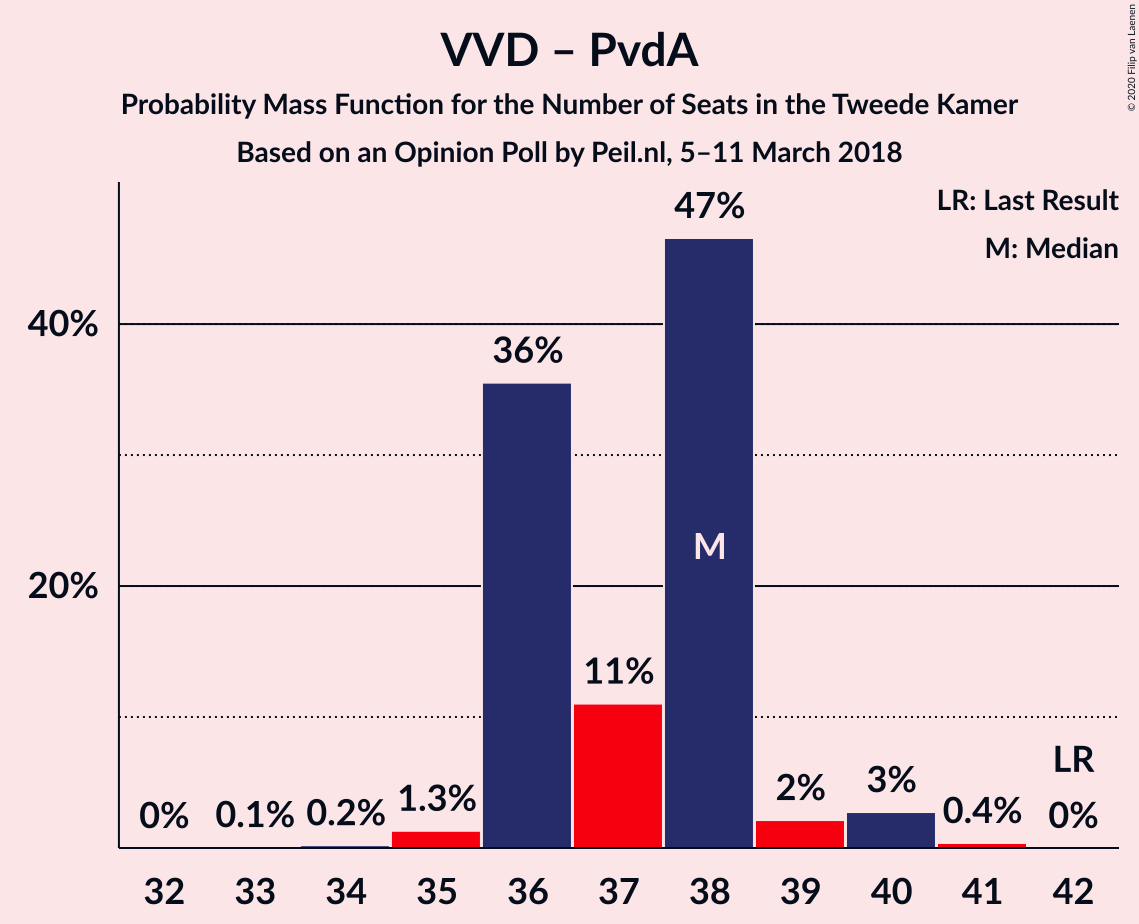 VVD – PvdA
Probability Mass Function for the Number of Seats in the Tweede Kamer
Based on an Opinion Poll by Peil.nl, 5–11 March 2018
© 2020 Filip van Laenen
LR: Last Result
M: Median
47%
40%
36%
M
20%
11%
LR
0%
0.1%
0.2%
1.3%
2%
3%
0.4%
0%
32 33 34 35 36 37 38 39 40 41 42